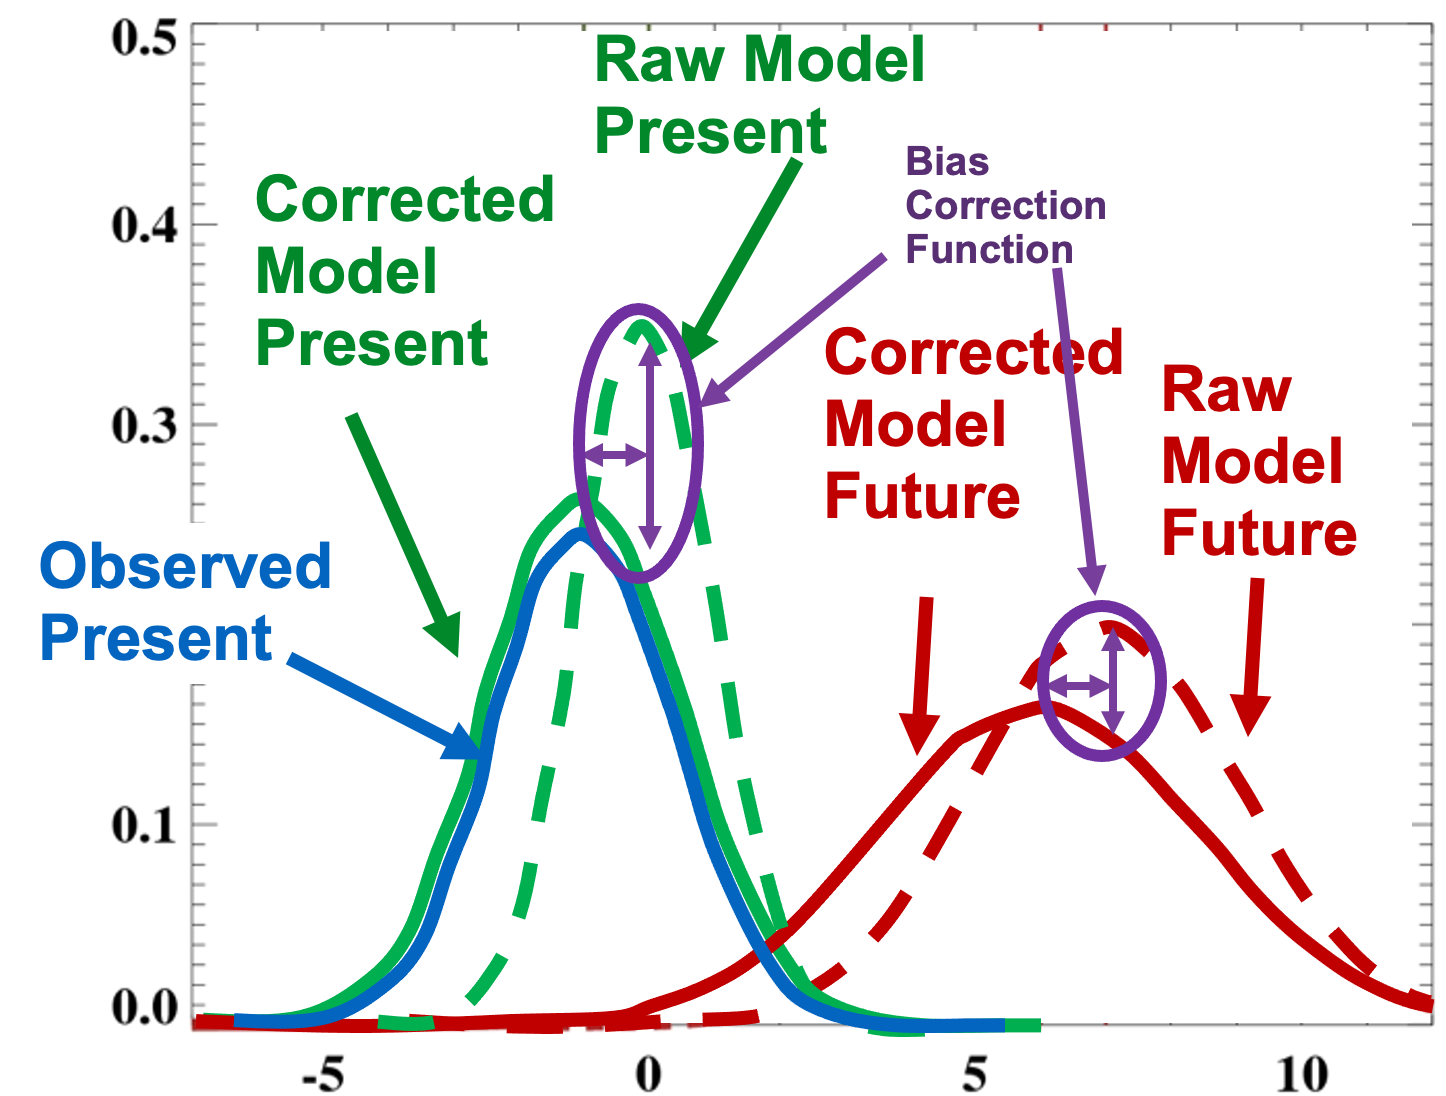 0.5
Raw Model
Present
Bias
Correction
Function
Corrected
Model
Present
0.4
Corrected
Model
Future
Raw
Model
Future
0.3
Observed
Present
0.1
0.0
-5
0
5
10